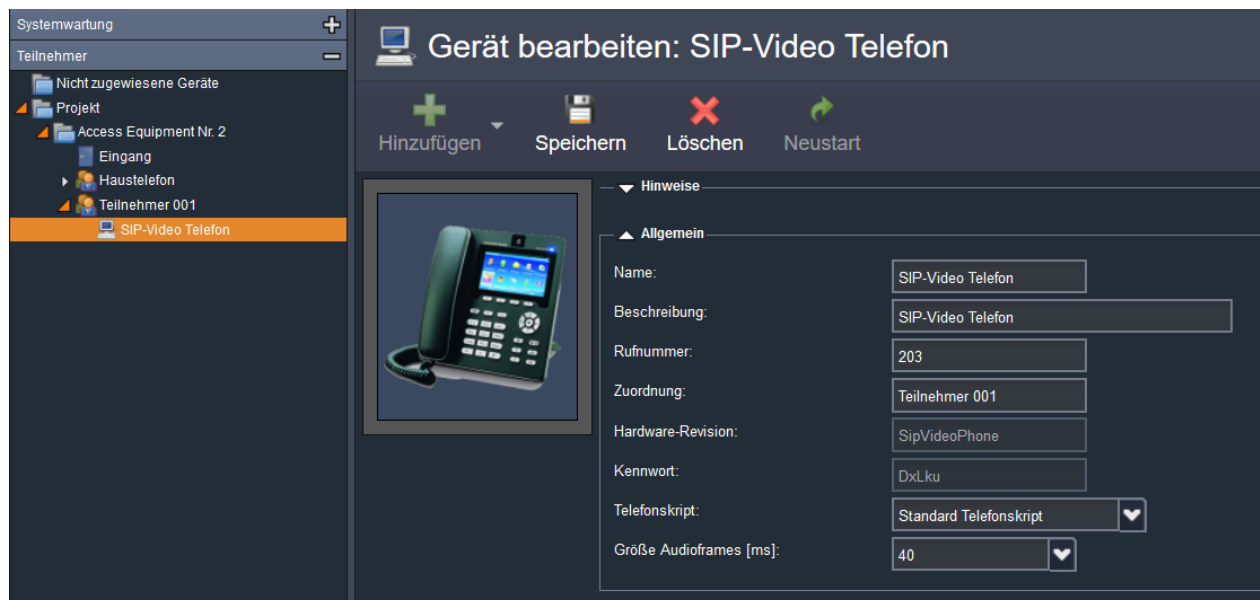 Systemwartung
Teilnehmer
Nicht zugewiesene Geräte
Projekt
Access Equipment Nr. 2
Eingang
Haustelefon
Teilnehmer 001
SIP-Video Telefon
Gerät bearbeiten: SIP-Video Telefon
Hinzufügen Speichern Löschen Neustart
Hinweise
Allgemein
Name: SIP-Video Telefon
Beschreibung: SIP-Video Telefon
Rufnummer: 203
Zuordnung: Teilnehmer 001
Hardware-Revision: SipVideoPhone
Kennwort: DxLku
Telefonskript: Standard Telefonskript
Größe Audioframes [ms]: 40